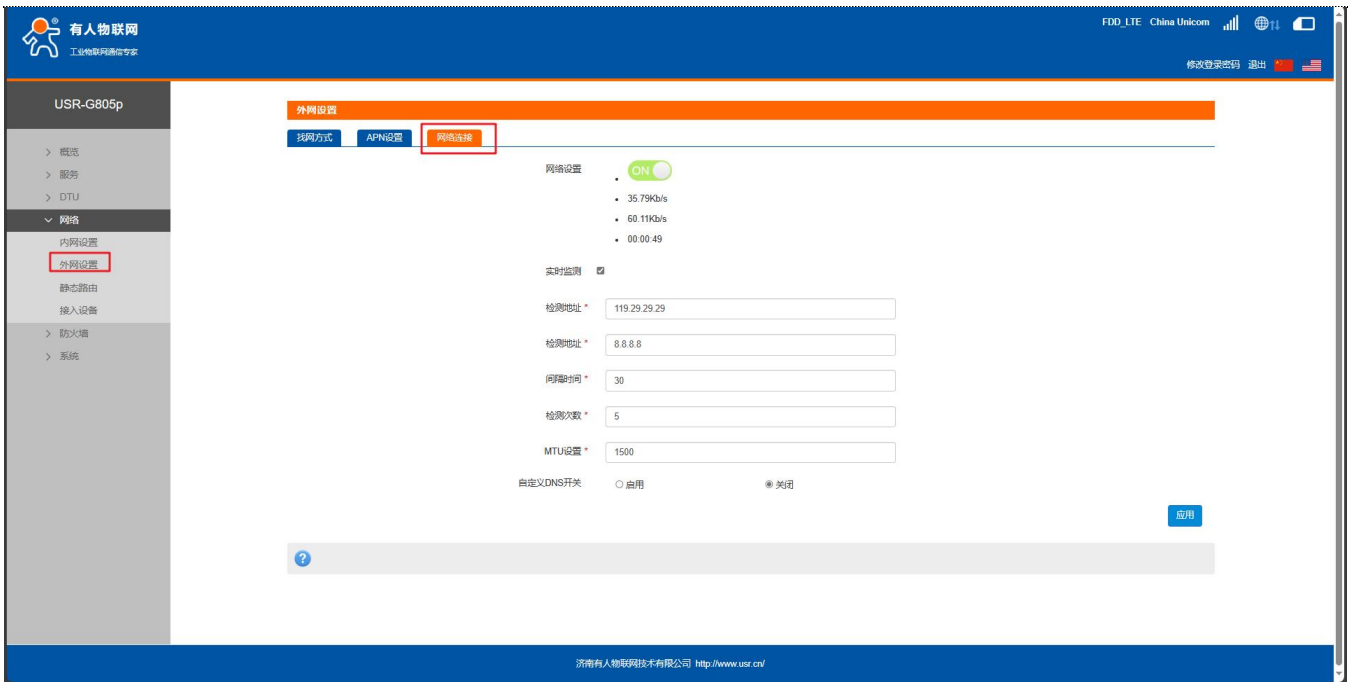 有人物联网
工业物联网通信专家
FDD_LTE China Unicom
修改登录密码 退出
USR-G805p
概览
服务
DTU
网络
内网设置
外网设置
静态路由
接入设备
防火墙
系统
外网设置
找网方式 APN设置 网络连接
网络设置 ON
35.79Kb/s
60.11Kb/s
00:00:49
实时监测
检测地址 * 119.29.29.29
检测地址 * 8.8.8.8
间隔时间 * 30
检测次数 * 5
MTU设置 * 1500
自定义DNS开关 启用 关闭
应用
?
济南有人物联网技术有限公司 http://www.usr.cn/